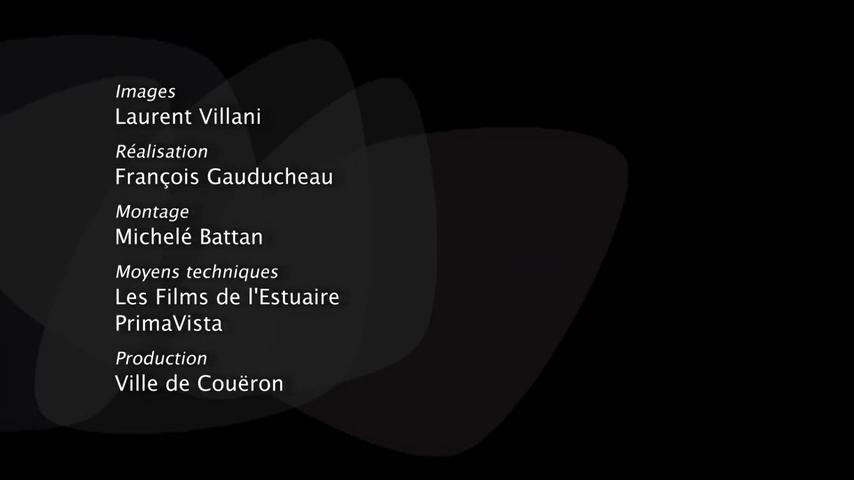 Images
Laurent Villani
Réalisation
François Gauducheau
Montage
Michelé Battan
Moyens techniques
Les Films de l'Estuaire
PrimaVista
Production
Ville de Couëron